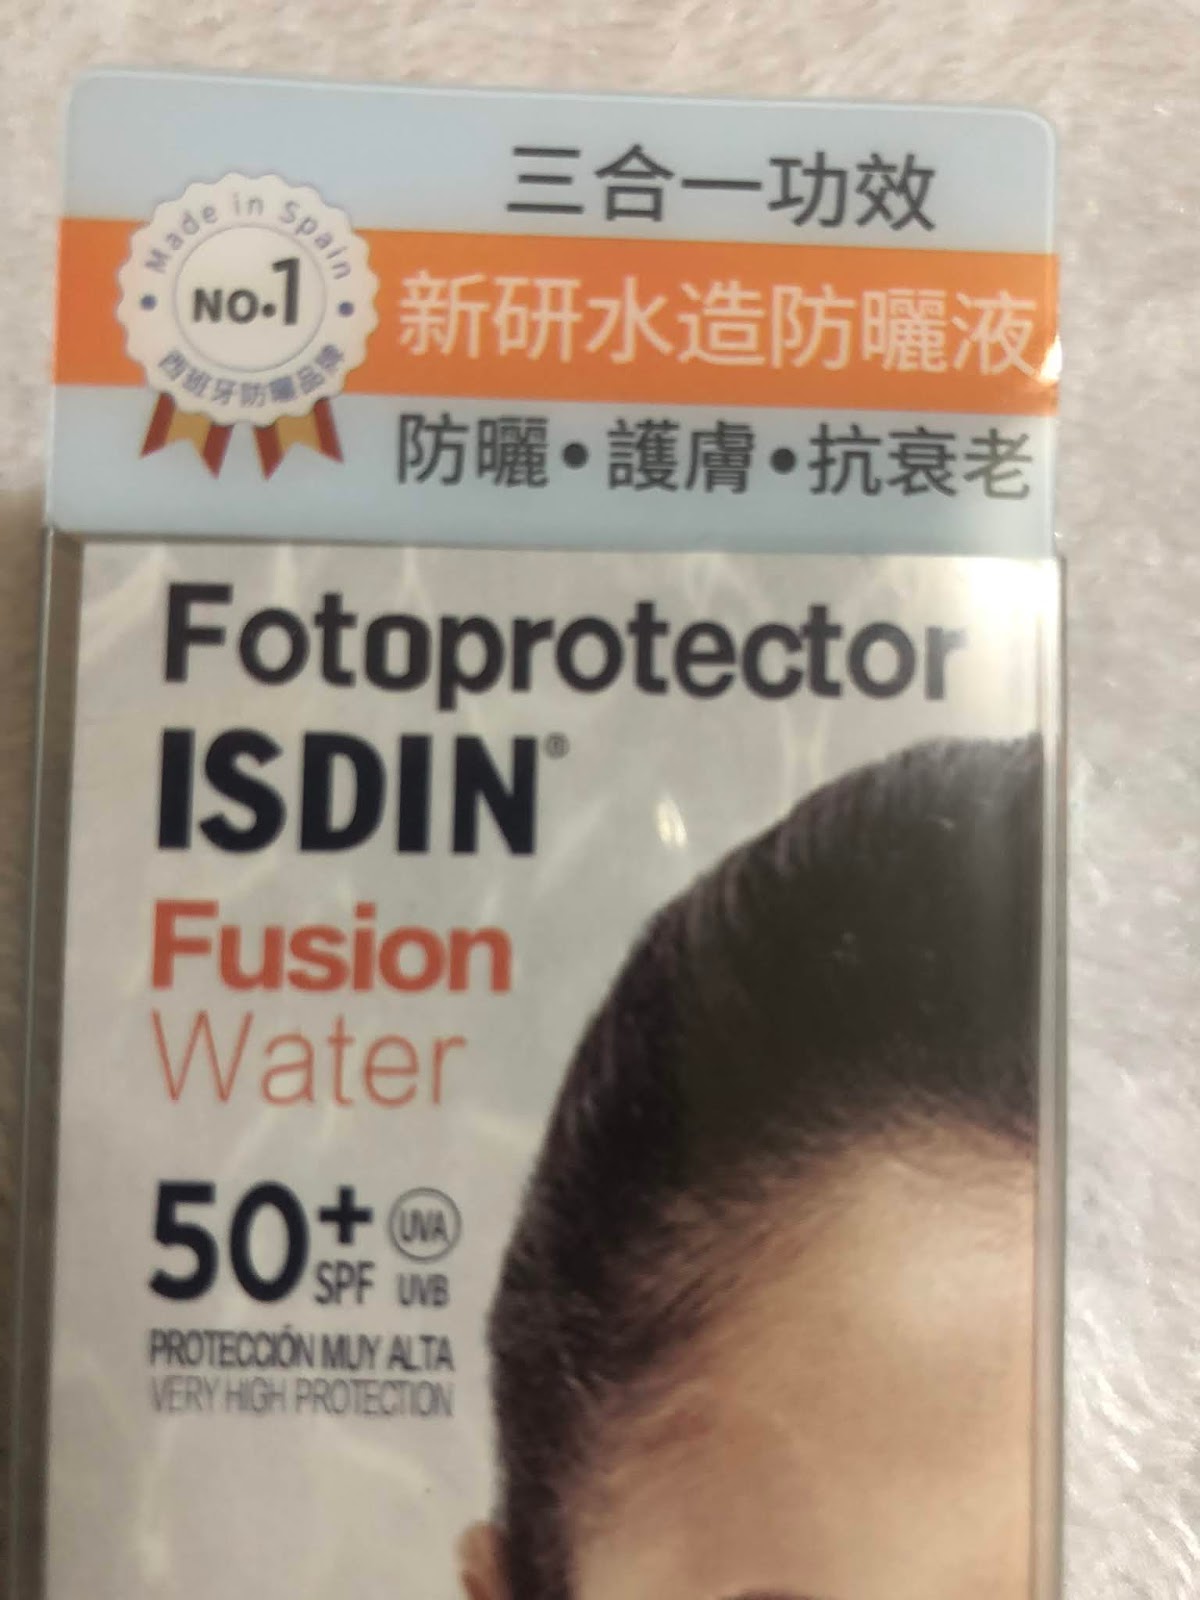 三合一功效
Made in Spain
NO.1
西班牙防曬品牌
新研水造防曬液
防曬•護膚•抗衰老
Fotoprotector
ISDIN®
Fusion
Water
50+ SPF UVA UVB
PROTECCIÓN MUY ALTA
VERY HIGH PROTECTION